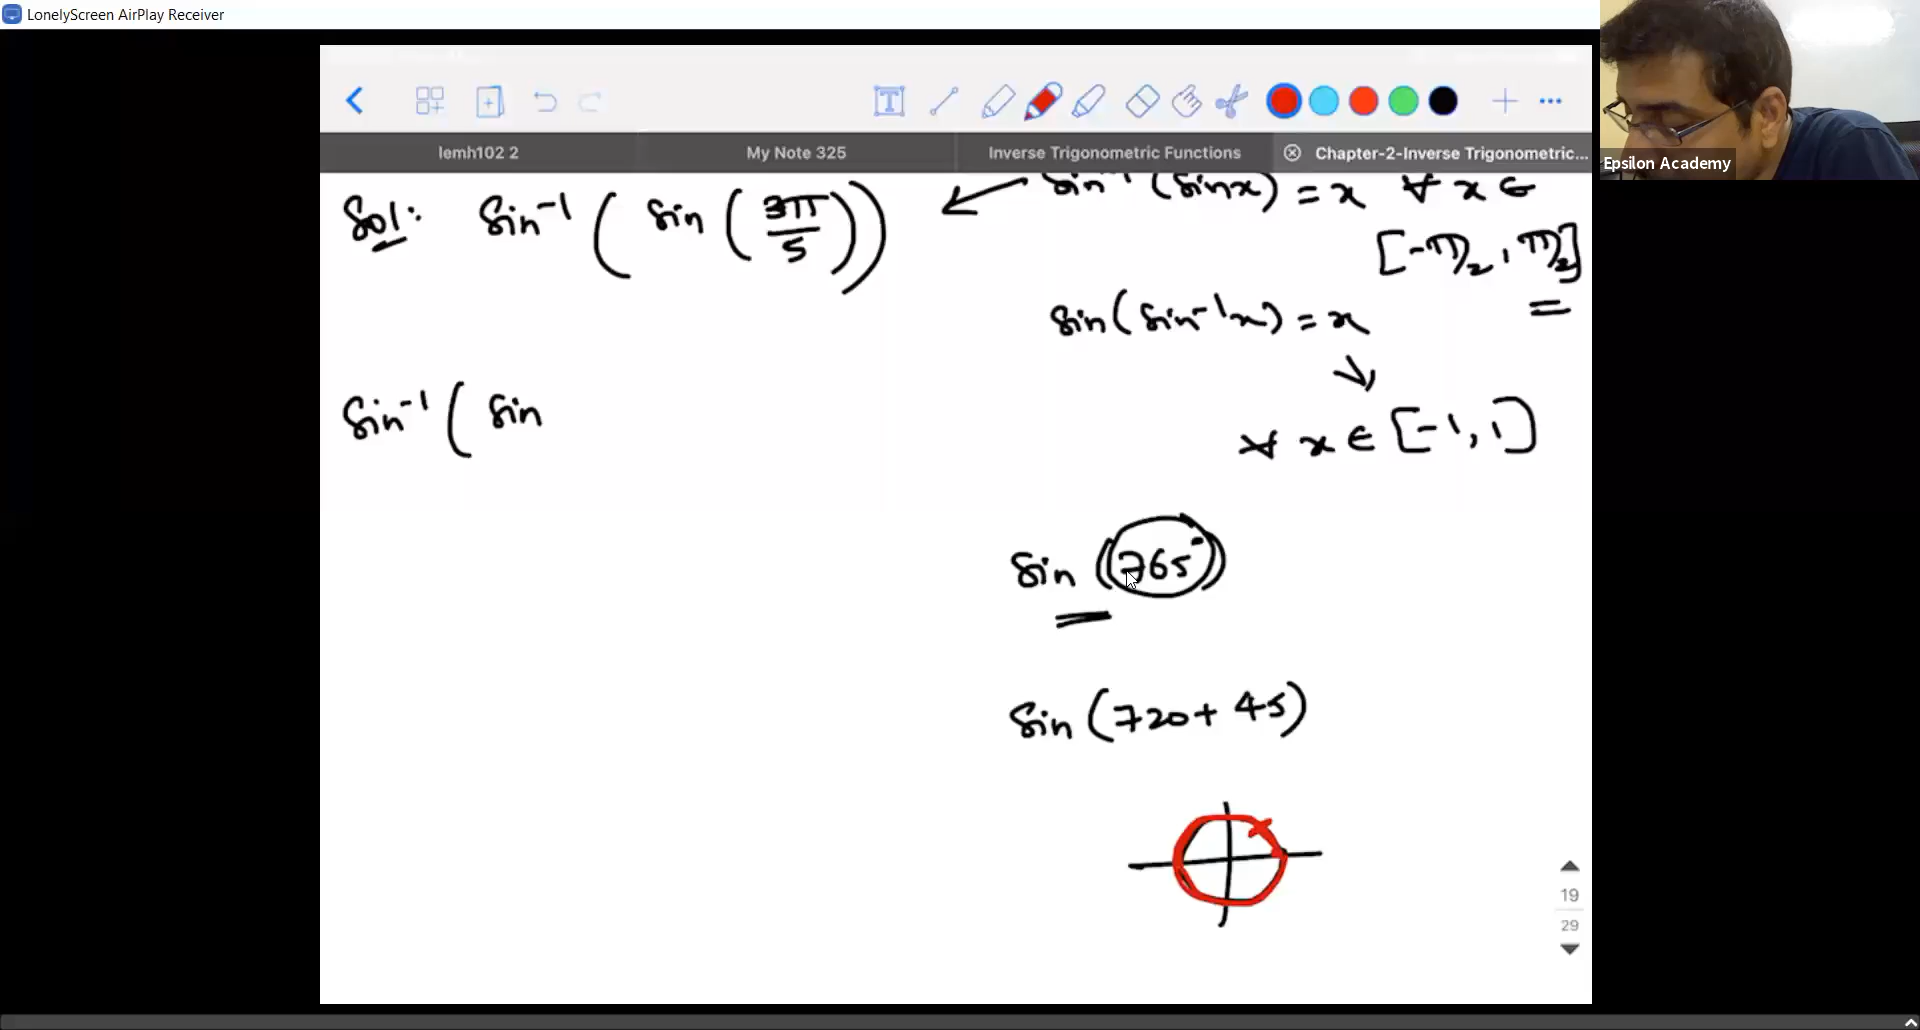 LonelyScreen AirPlay Receiver
Epsilon Academy
lemh102 2
My Note 325
Inverse Trigonometric Functions
Chapter-2-Inverse Trigonometric...
Sol: Sin⁻¹(Sin(3π/5))
Sin⁻¹(Sinx) = x ∀ x ∈
[-π/2, π/2]
Sin(Sin⁻¹x) = x
∀ x ∈ [-1, 1]
Sin⁻¹( Sin
Sin (765°)
Sin (720 + 45)
19
29